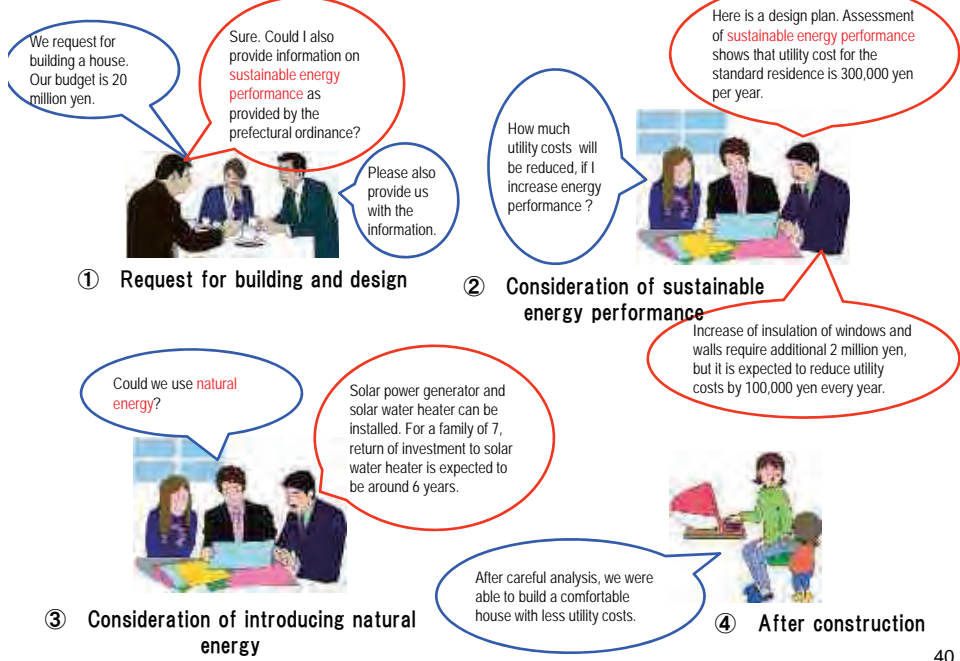 We request for
building a house.
Our budget is 20
million yen.
Sure. Could I also
provide information on
sustainable energy
performance as
provided by the
prefectural ordinance?
Please also
provide us
with the
information.
① Request for building and design
Here is a design plan. Assessment
of sustainable energy performance
shows that utility cost for the
standard residence is 300,000 yen
per year.
How much
utility costs will
be reduced, if I
increase energy
performance ?
② Consideration of sustainable
energy performance
Increase of insulation of windows and
walls require additional 2 million yen,
but it is expected to reduce utility
costs by 100,000 yen every year.
Could we use natural
energy?
Solar power generator and
solar water heater can be
installed. For a family of 7,
return of investment to solar
water heater is expected to
be around 6 years.
③ Consideration of introducing natural
energy
After careful analysis, we were
able to build a comfortable
house with less utility costs.
④ After construction
40